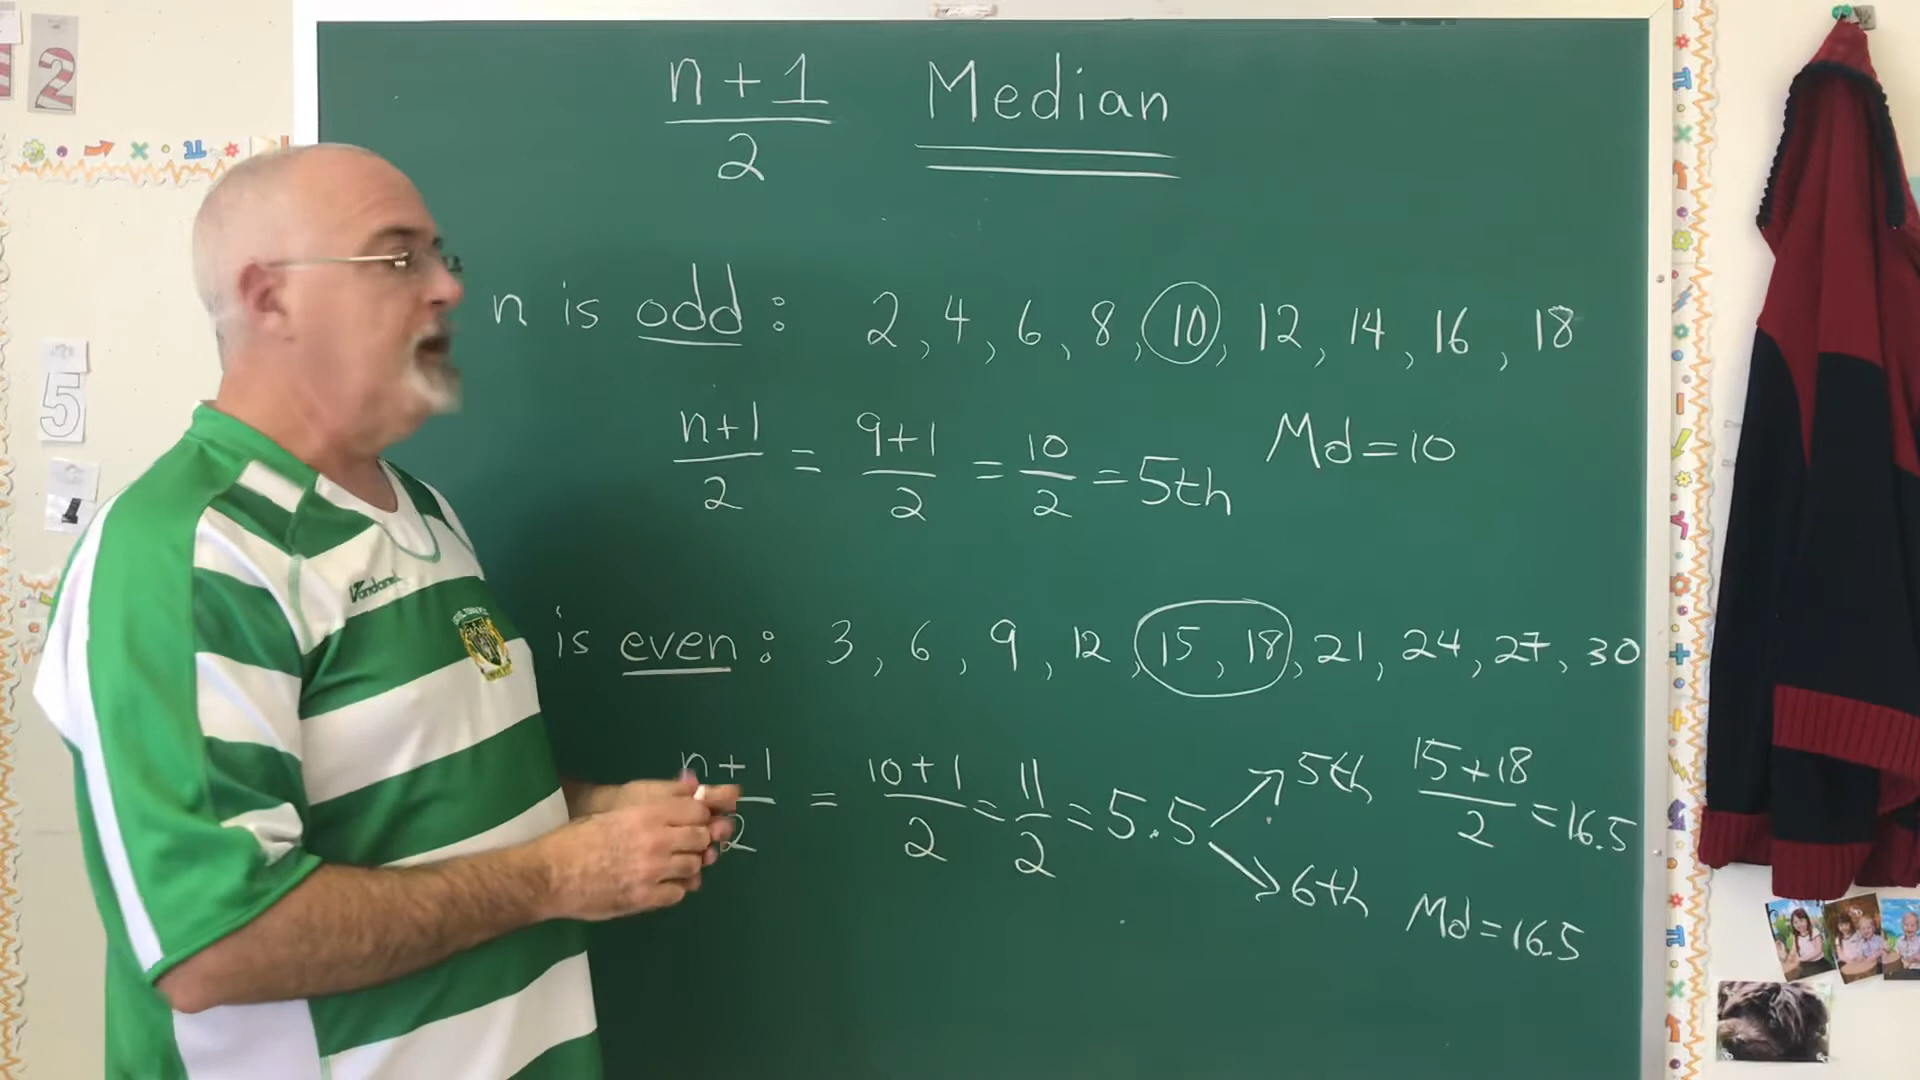 n+1/2 Median
n is odd : 2, 4, 6, 8, 10, 12, 14, 16, 18
n+1/2 = 9+1/2 = 10/2 = 5th Md=10
is even : 3, 6, 9, 12, 15, 18, 21, 24, 27, 30
n+1/2 = 10+1/2 = 11/2 = 5.5 5th 15+18/2 = 16.5
6th Md=16.5
2
5